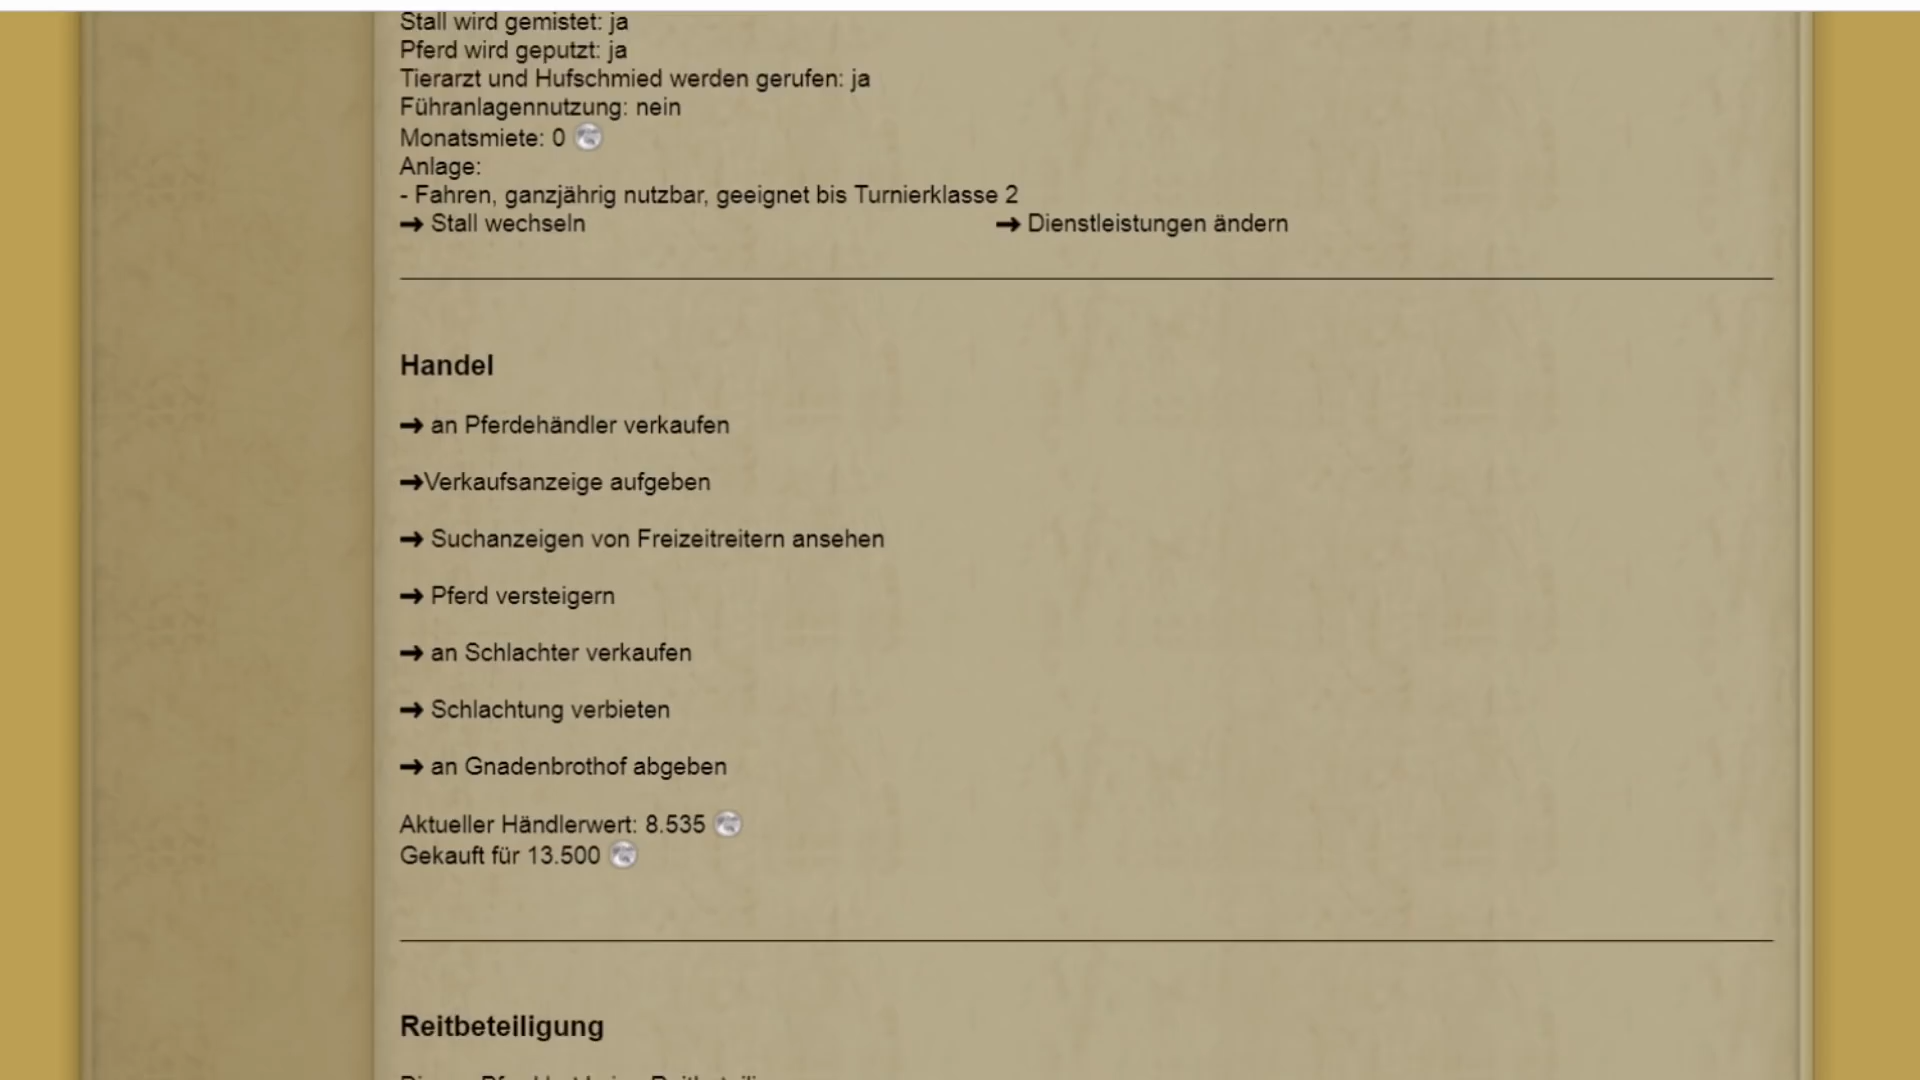 Stall wird gemistet: ja
Pferd wird geputzt: ja
Tierarzt und Hufschmied werden gerufen: ja
Führanlagennutzung: nein
Monatsmiete: 0
Anlage:
- Fahren, ganzjährig nutzbar, geeignet bis Turnierklasse 2
➞ Stall wechseln ➞ Dienstleistungen ändern
Handel
➞ an Pferdehändler verkaufen
➞Verkaufsanzeige aufgeben
➞ Suchanzeigen von Freizeitreitern ansehen
➞ Pferd versteigern
➞ an Schlachter verkaufen
➞ Schlachtung verbieten
➞ an Gnadenbrothof abgeben
Aktueller Händlerwert: 8.535
Gekauft für 13.500
Reitbeteiligung